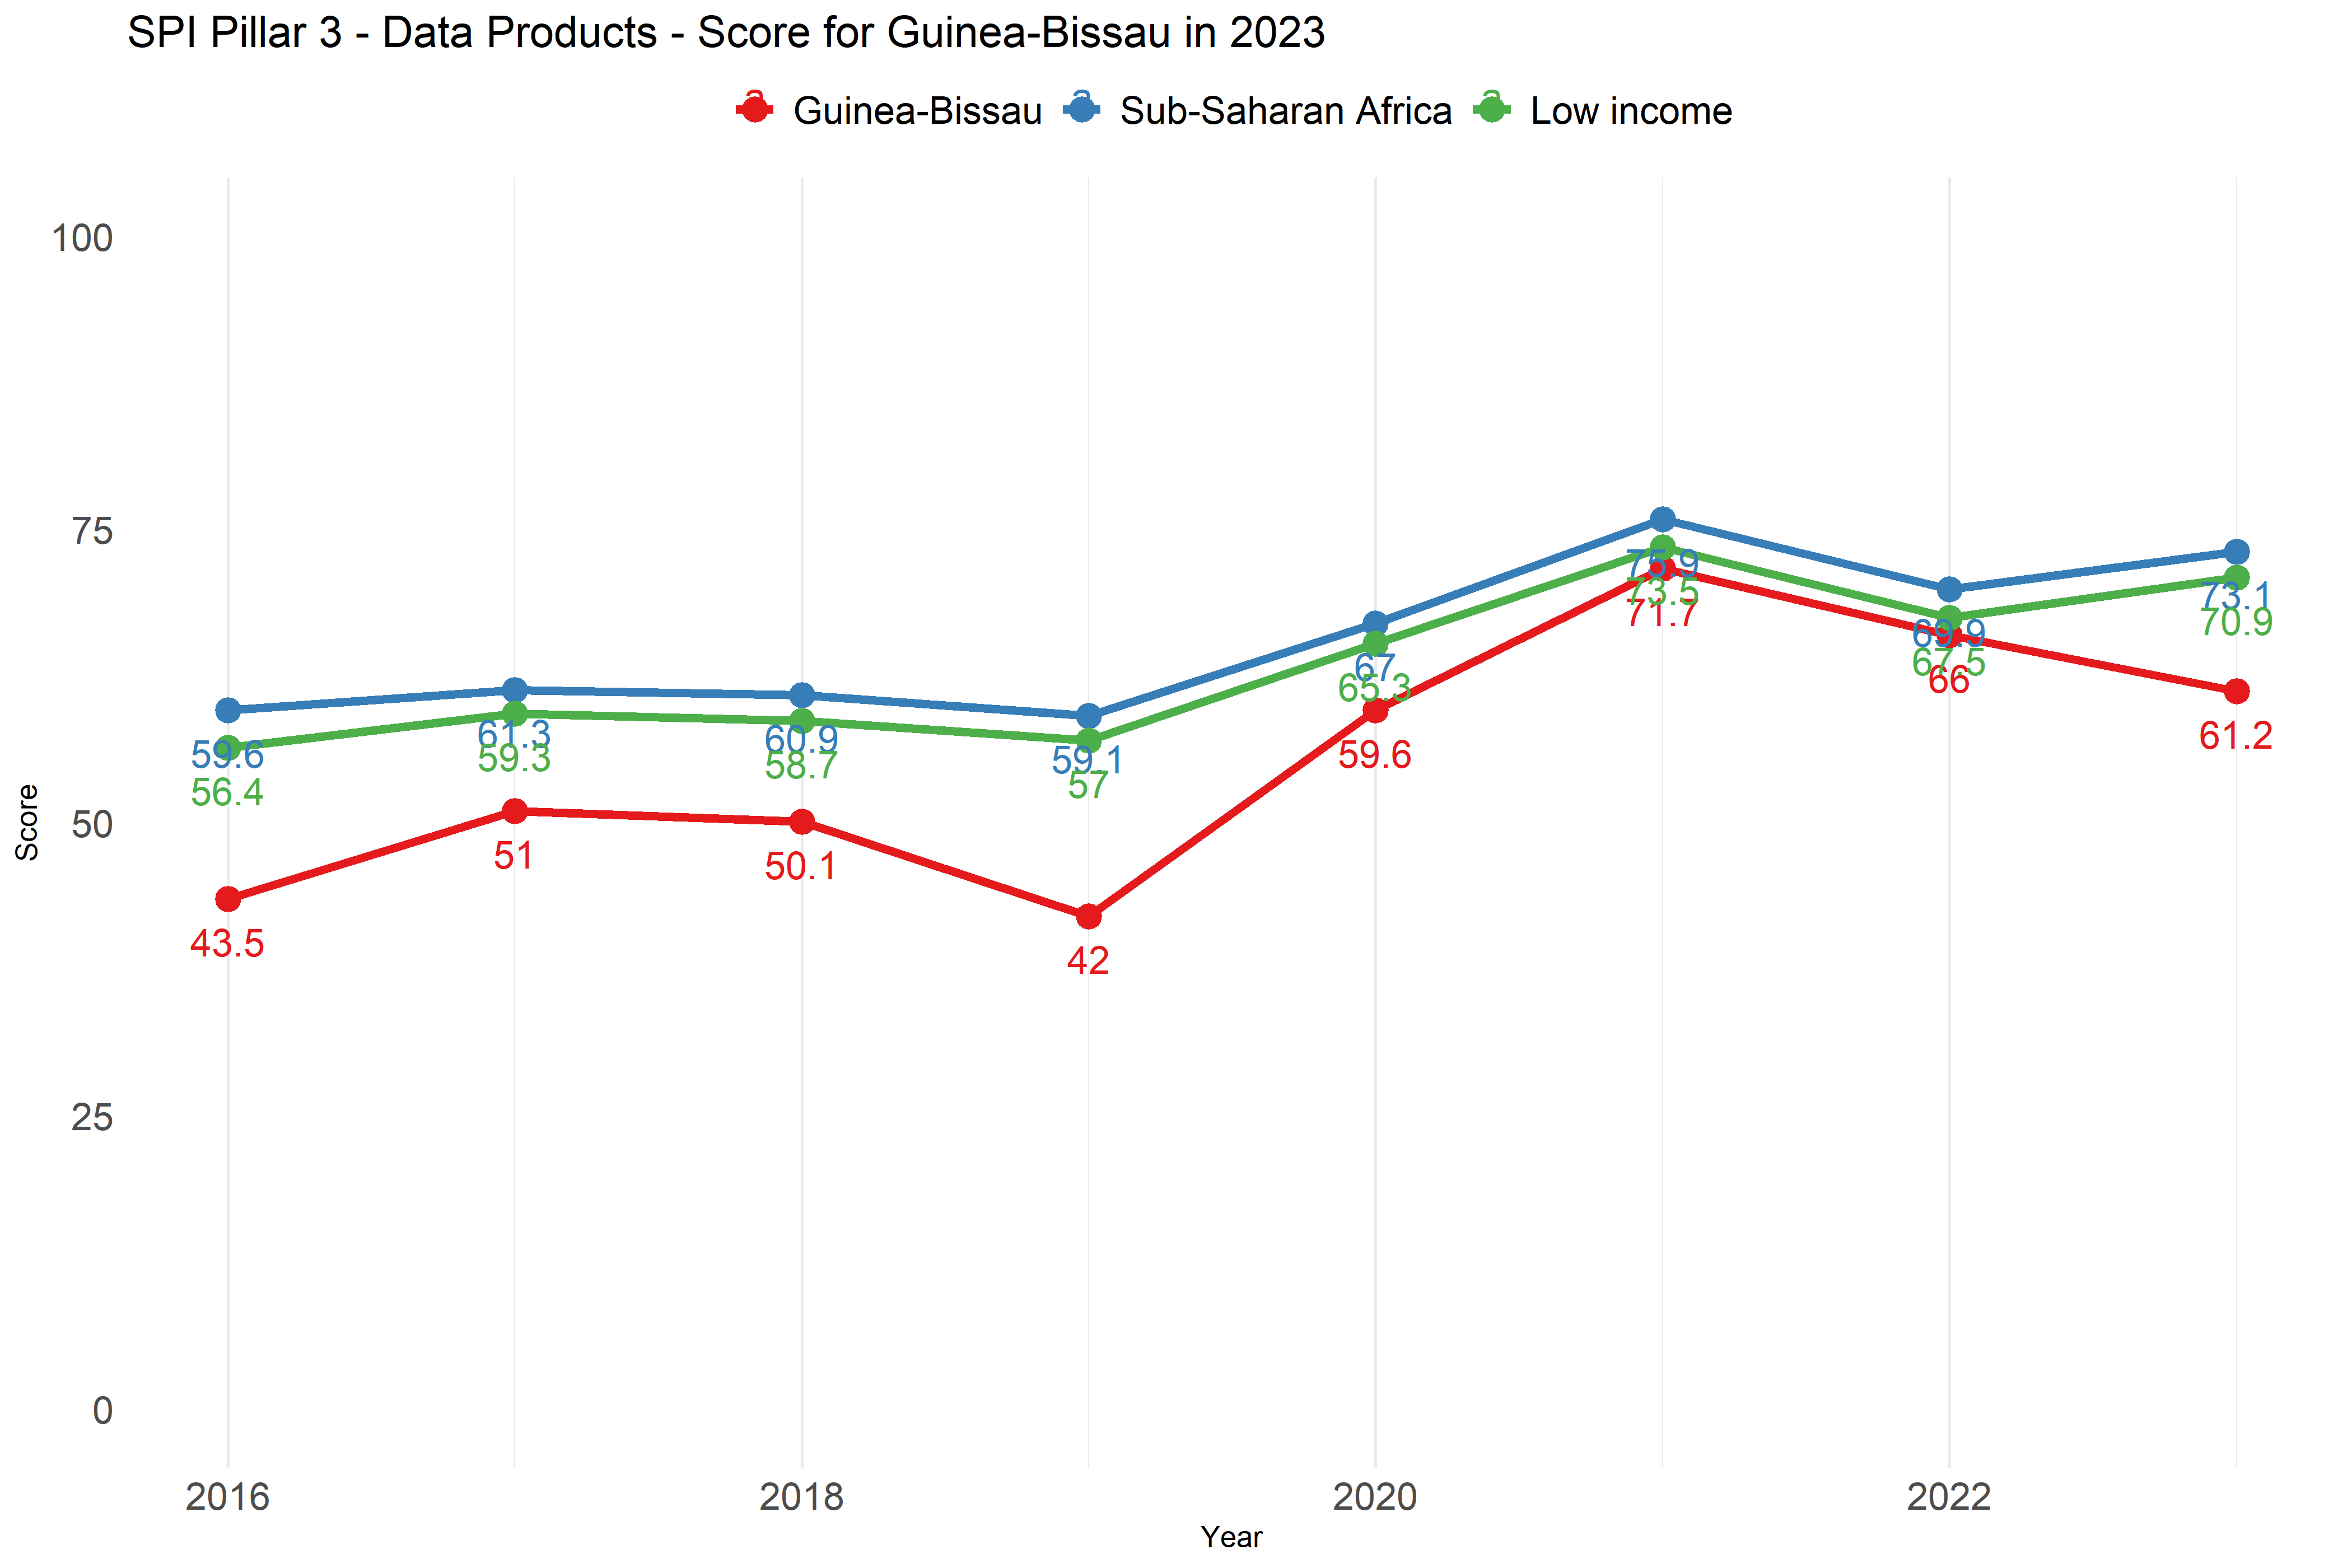 SPI Pillar 3 - Data Products - Score for Guinea-Bissau in 2023
Guinea-Bissau Sub-Saharan Africa Low income
100
75
50
25
0
Score
59.6 61.3 60.9 59.1 67 75.9 69.9 73.1
56.4 59.3 58.7 57 65.3 73.5 67.5 70.9
43.5 51 50.1 42 59.6 71.7 66 61.2
2016 2018 2020 2022
Year